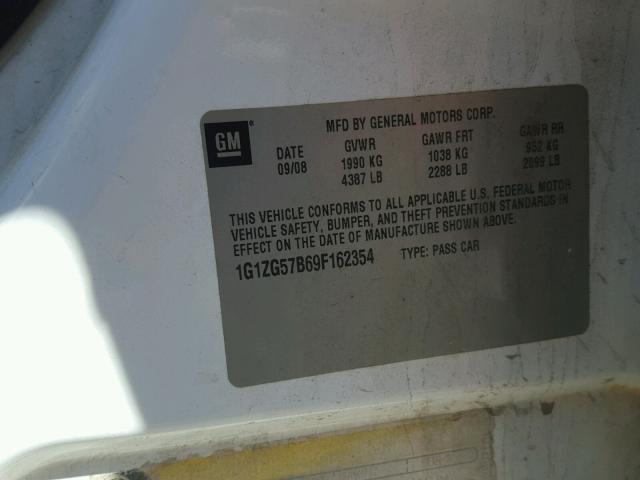 MFD BY GENERAL MOTORS CORP.
GM
DATE GVWR GAWR FRT GAWR RR
09/08 1990 KG 1038 KG 952 KG
4387 LB 2288 LB 2099 LB
THIS VEHICLE CONFORMS TO ALL APPLICABLE U.S. FEDERAL MOTOR
VEHICLE SAFETY, BUMPER, AND THEFT PREVENTION STANDARDS IN
EFFECT ON THE DATE OF MANUFACTURE SHOWN ABOVE.
1G1ZG57B69F162354 TYPE: PASS CAR